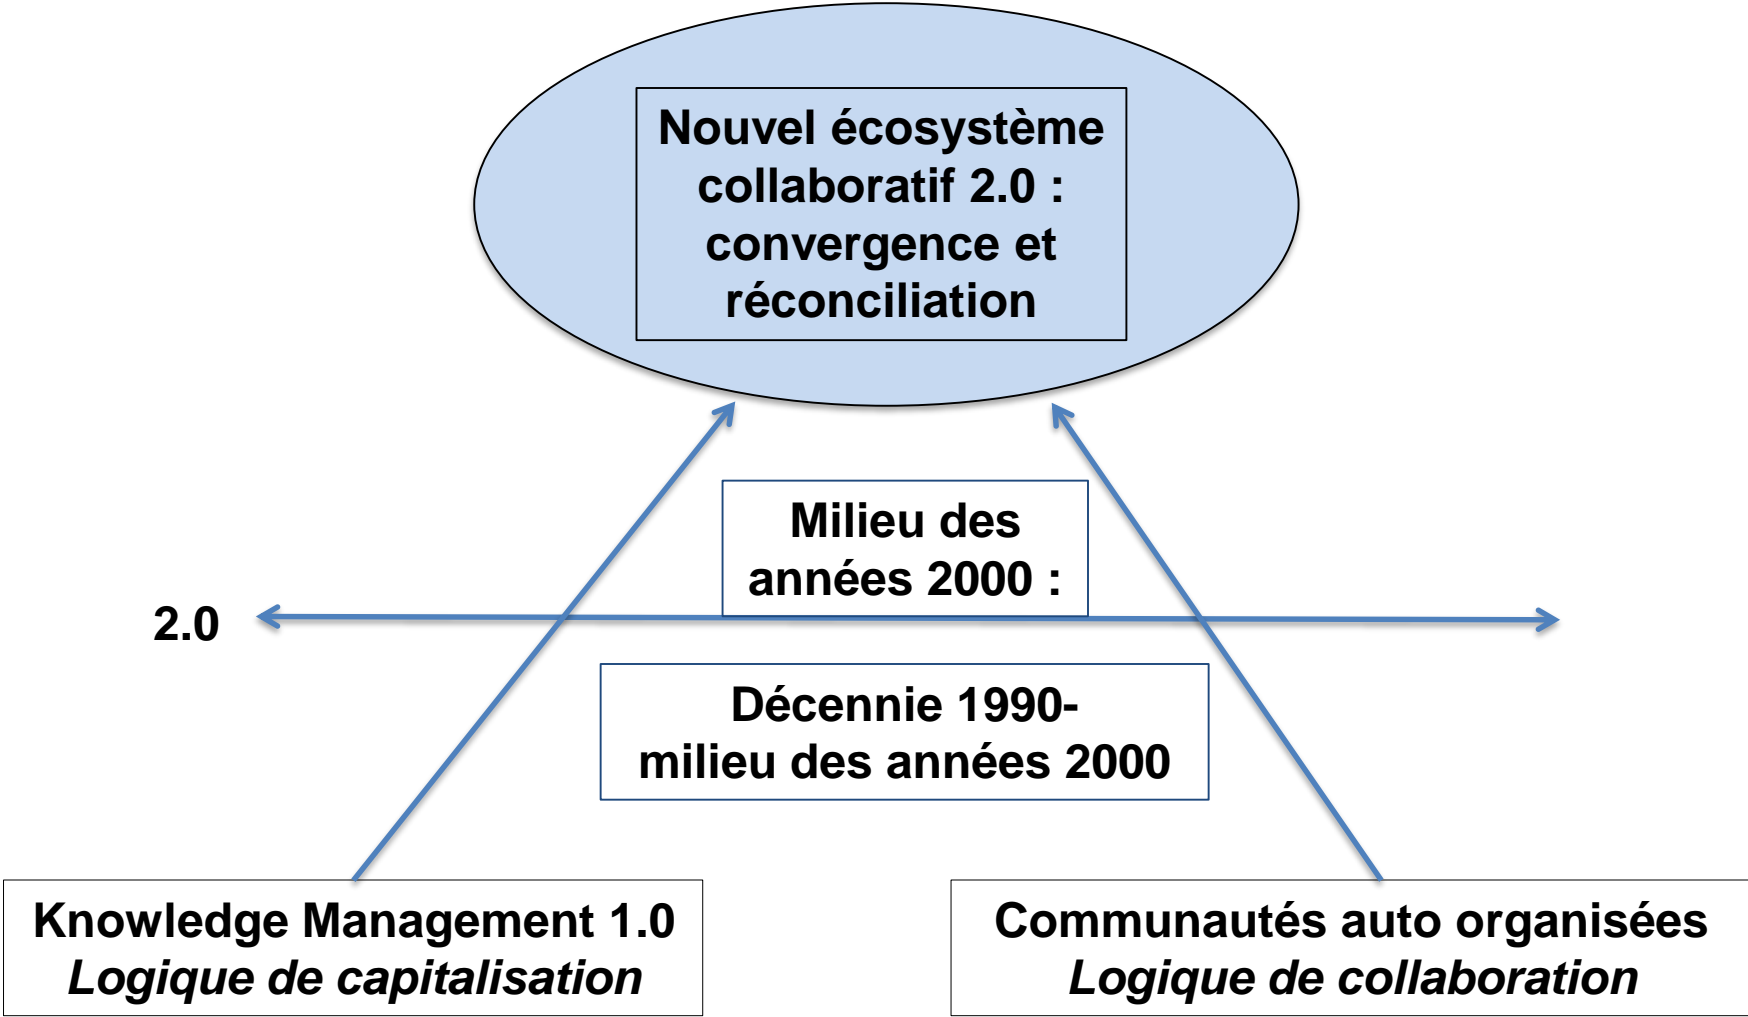 Nouvel écosystème
collaboratif 2.0 :
convergence et
réconciliation
Milieu des
années 2000 :
2.0
Décennie 1990-
milieu des années 2000
Knowledge Management 1.0
Logique de capitalisation
Communautés auto organisées
Logique de collaboration